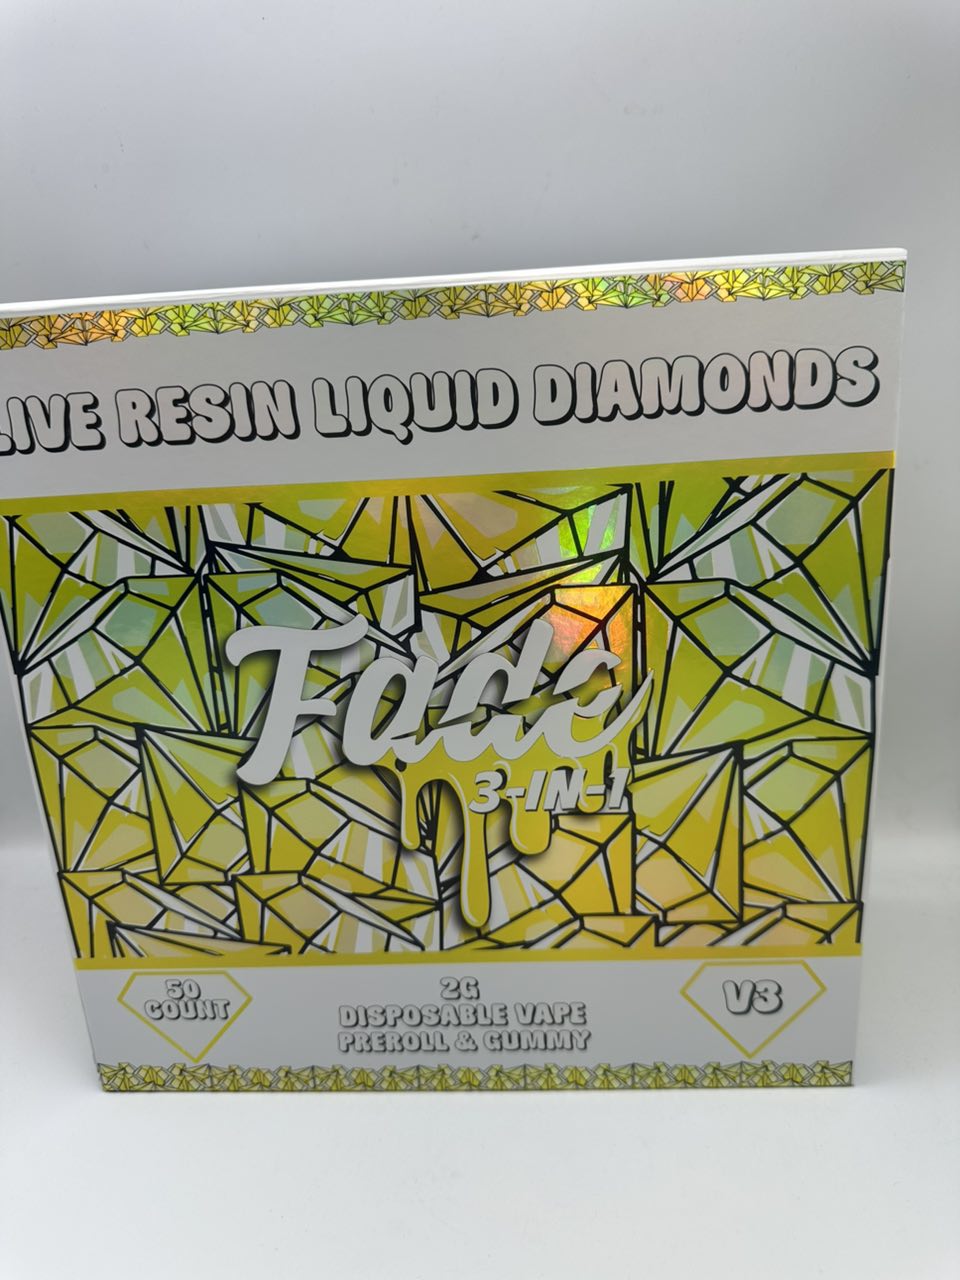 LIVE RESIN LIQUID DIAMONDS
Fade
3-IN-1
50
COUNT
2G
DISPOSABLE VAPE
PREROLL & GUMMY
V3